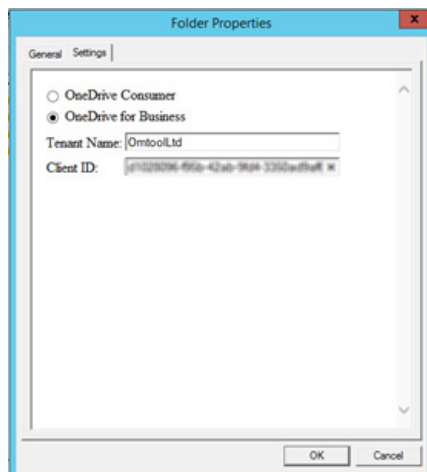 Folder Properties
x
General Settings
OneDrive Consumer
OneDrive for Business
Tenant Name: OmtoolLtd
Client ID:
OK Cancel